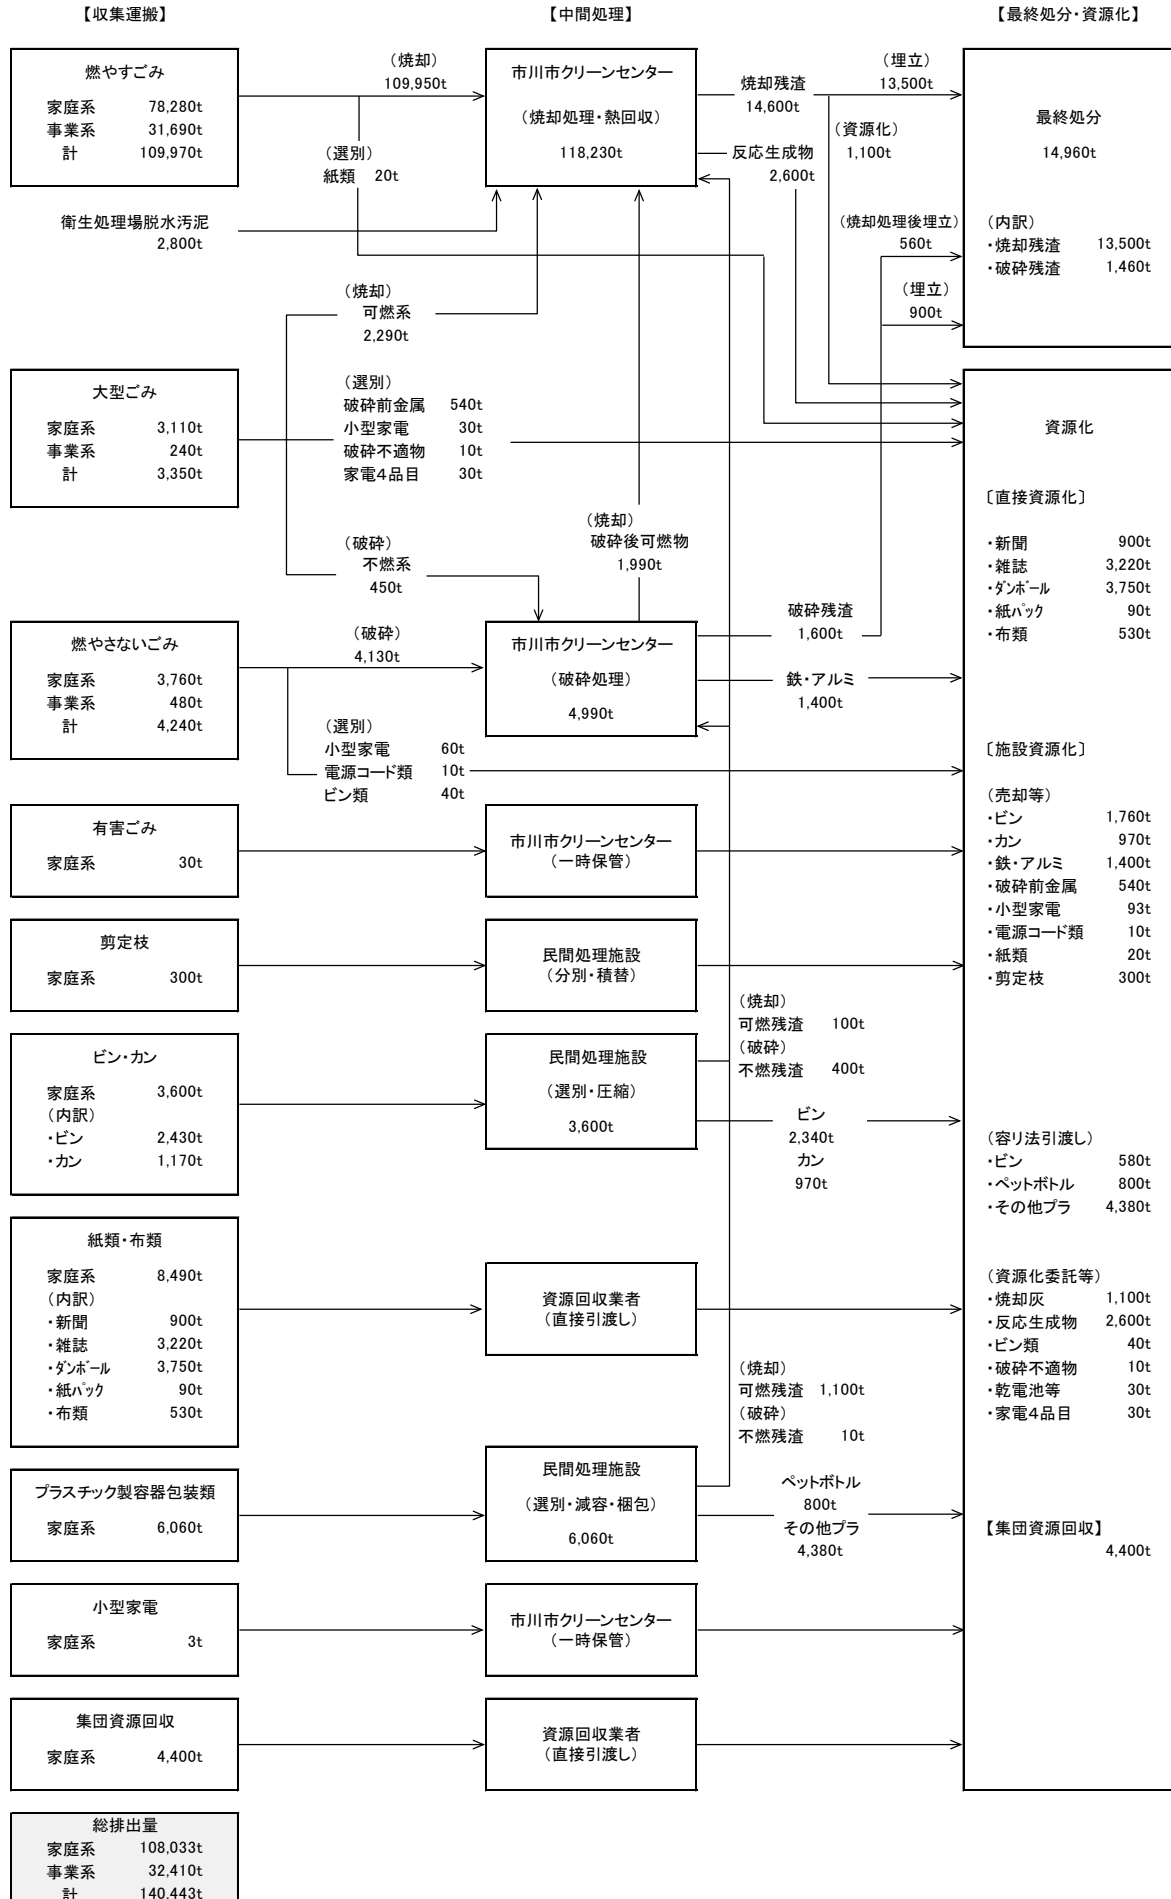 【収集運搬】
【中間処理】
【最終処分・資源化】
燃やすごみ
家庭系 78,280t
事業系 31,690t
計 109,970t
(焼却)
109,950t
(選別)
紙類 20t
市川市クリーンセンター
(焼却処理・熱回収)
118,230t
焼却残渣
14,600t
反応生成物
2,600t
(埋立)
13,500t
(資源化)
1,100t
(焼却処理後埋立)
560t
(埋立)
900t
最終処分
14,960t
(内訳)
・焼却残渣 13,500t
・破砕残渣 1,460t
衛生処理場脱水汚泥
2,800t
(焼却)
可燃系
2,290t
大型ごみ
家庭系 3,110t
事業系 240t
計 3,350t
(選別)
破砕前金属 540t
小型家電 30t
破砕不適物 10t
家電4品目 30t
(破砕)
不燃系
450t
(焼却)
破砕後可燃物
1,990t
燃やさないごみ
家庭系 3,760t
事業系 480t
計 4,240t
(破砕)
4,130t
(選別)
小型家電 60t
電源コード類 10t
ビン類 40t
市川市クリーンセンター
(破砕処理)
4,990t
破砕残渣
1,600t
鉄・アルミ
1,400t
有害ごみ
家庭系 30t
市川市クリーンセンター
(一時保管)
剪定枝
家庭系 300t
民間処理施設
(分別・積替)
ビン・カン
家庭系 3,600t
(内訳)
・ビン 2,430t
・カン 1,170t
民間処理施設
(選別・圧縮)
3,600t
(焼却)
可燃残渣 100t
(破砕)
不燃残渣 400t
ビン
2,340t
カン
970t
紙類・布類
家庭系 8,490t
(内訳)
・新聞 900t
・雑誌 3,220t
・ダンボール 3,750t
・紙パック 90t
・布類 530t
資源回収業者
(直接引渡し)
(焼却)
可燃残渣 1,100t
(破砕)
不燃残渣 10t
プラスチック製容器包装類
家庭系 6,060t
民間処理施設
(選別・減容・梱包)
6,060t
ペットボトル
800t
その他プラ
4,380t
小型家電
家庭系 3t
市川市クリーンセンター
(一時保管)
集団資源回収
家庭系 4,400t
資源回収業者
(直接引渡し)
総排出量
家庭系 108,033t
事業系 32,410t
計 140,443t
資源化
〔直接資源化〕
・新聞 900t
・雑誌 3,220t
・ダンボール 3,750t
・紙パック 90t
・布類 530t
〔施設資源化〕
(売却等)
・ビン 1,760t
・カン 970t
・鉄・アルミ 1,400t
・破砕前金属 540t
・小型家電 93t
・電源コード類 10t
・紙類 20t
・剪定枝 300t
(容リ法引渡し)
・ビン 580t
・ペットボトル 800t
・その他プラ 4,380t
(資源化委託等)
・焼却灰 1,100t
・反応生成物 2,600t
・ビン類 40t
・破砕不適物 10t
・乾電池等 30t
・家電4品目 30t
【集団資源回収】
4,400t